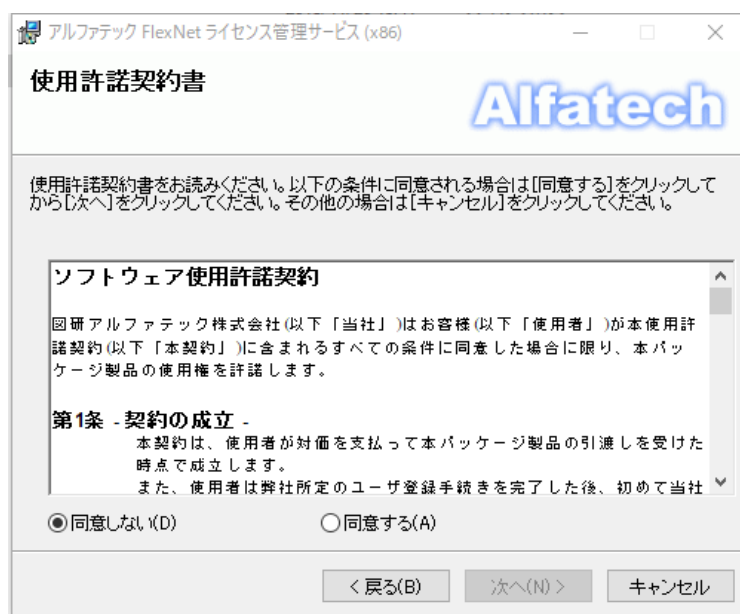 アルファテック FlexNet ライセンス管理サービス (x86)
使用許諾契約書
Alfatech
使用許諾契約書をお読みください。以下の条件に同意される場合は[同意する]をクリックして
から[次へ]をクリックしてください。その他の場合は[キャンセル]をクリックしてください。
ソフトウェア使用許諾契約
図研アルファテック株式会社(以下「当社」)はお客様(以下「使用者」)が本使用許
諾契約(以下「本契約」)に含まれるすべての条件に同意した場合に限り、本パッ
ケージ製品の使用権を許諾します。
第1条 - 契約の成立 -
本契約は、使用者が対価を支払って本パッケージ製品の引渡しを受けた
時点で成立します。
また、使用者は弊社所定のユーザ登録手続きを完了した後、初めて当社
同意しない(D) 同意する(A)
< 戻る(B) 次へ(N) > キャンセル